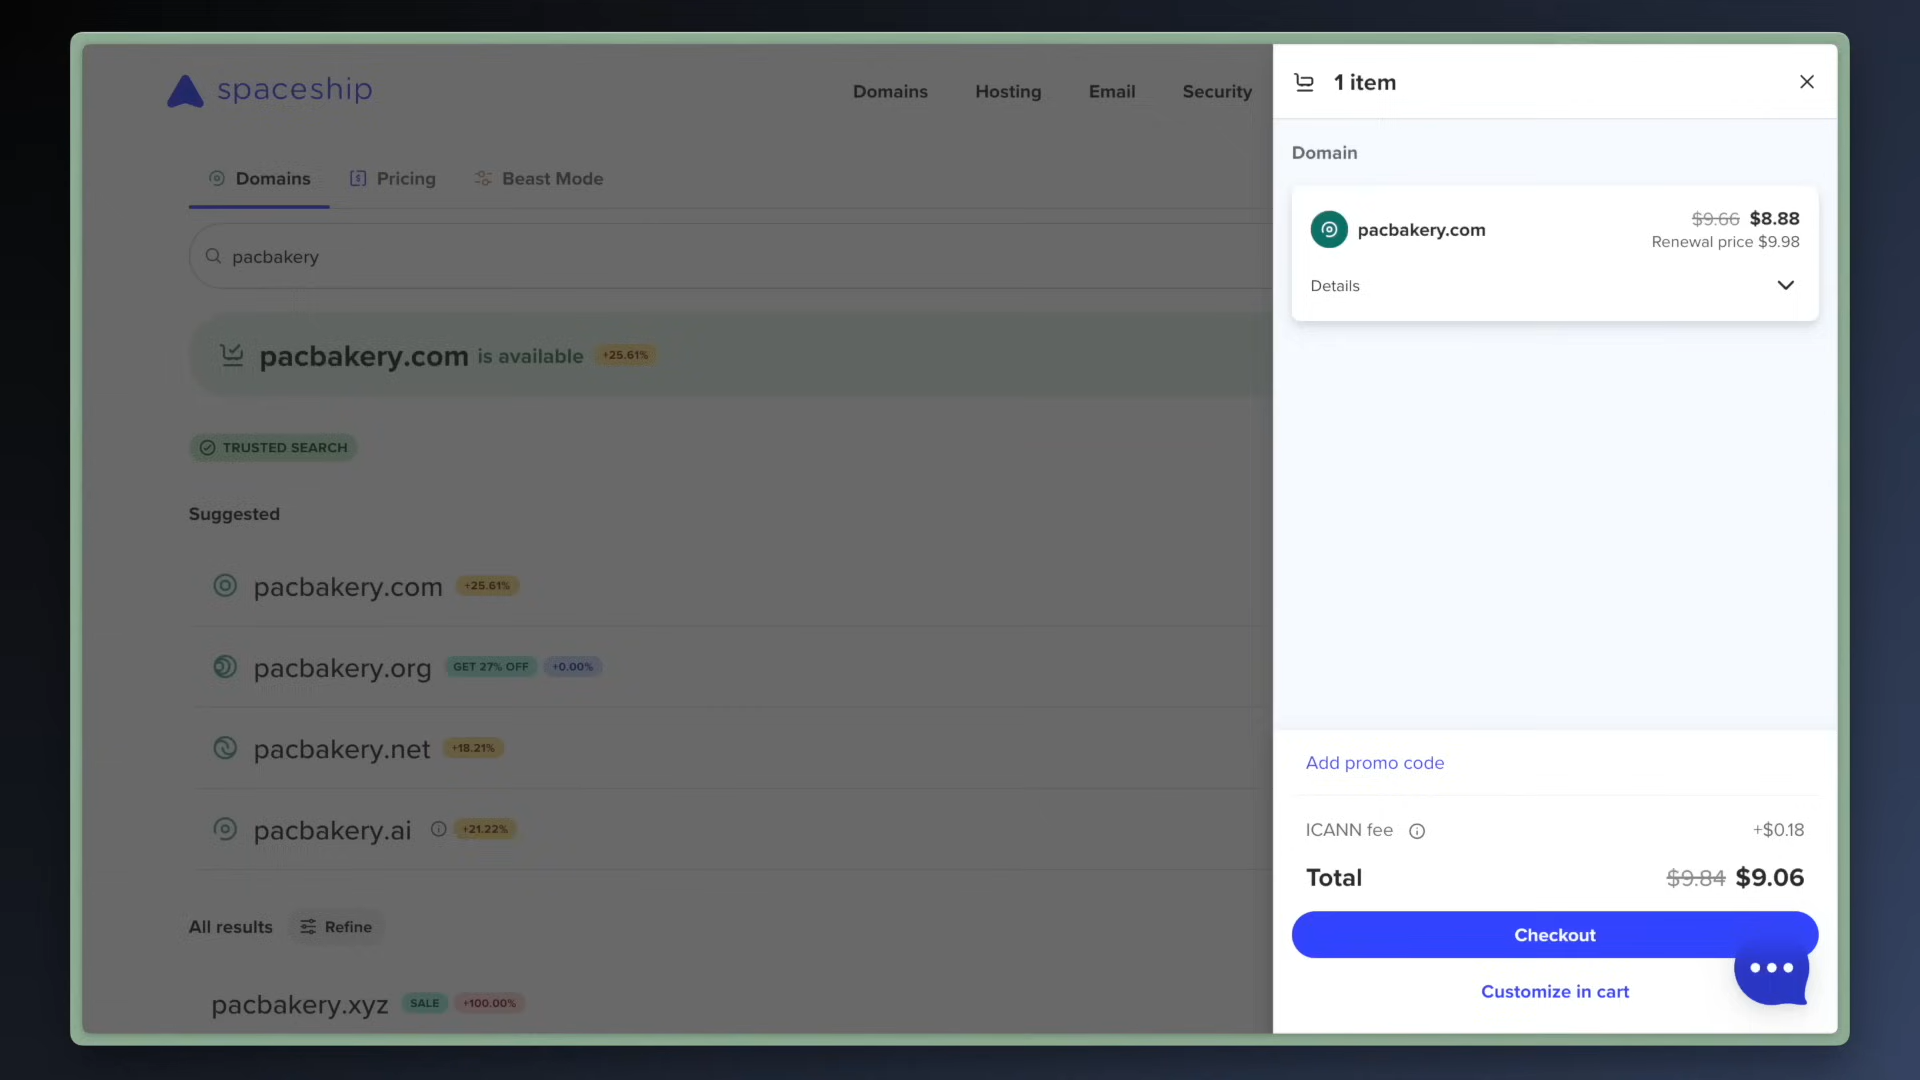 spaceship
Domains Hosting Email Security
Domains Pricing Beast Mode
pacbakery
pacbakery.com is available +25.61%
TRUSTED SEARCH
Suggested
pacbakery.com +25.61%
pacbakery.org GET 27% OFF +0.00%
pacbakery.net +18.21%
pacbakery.ai +21.22%
All results Refine
pacbakery.xyz SALE +100.00%
1 item
Domain
pacbakery.com $9.66 $8.88
Renewal price $9.98
Details
Add promo code
ICANN fee +$0.18
Total $9.84 $9.06
Checkout
Customize in cart